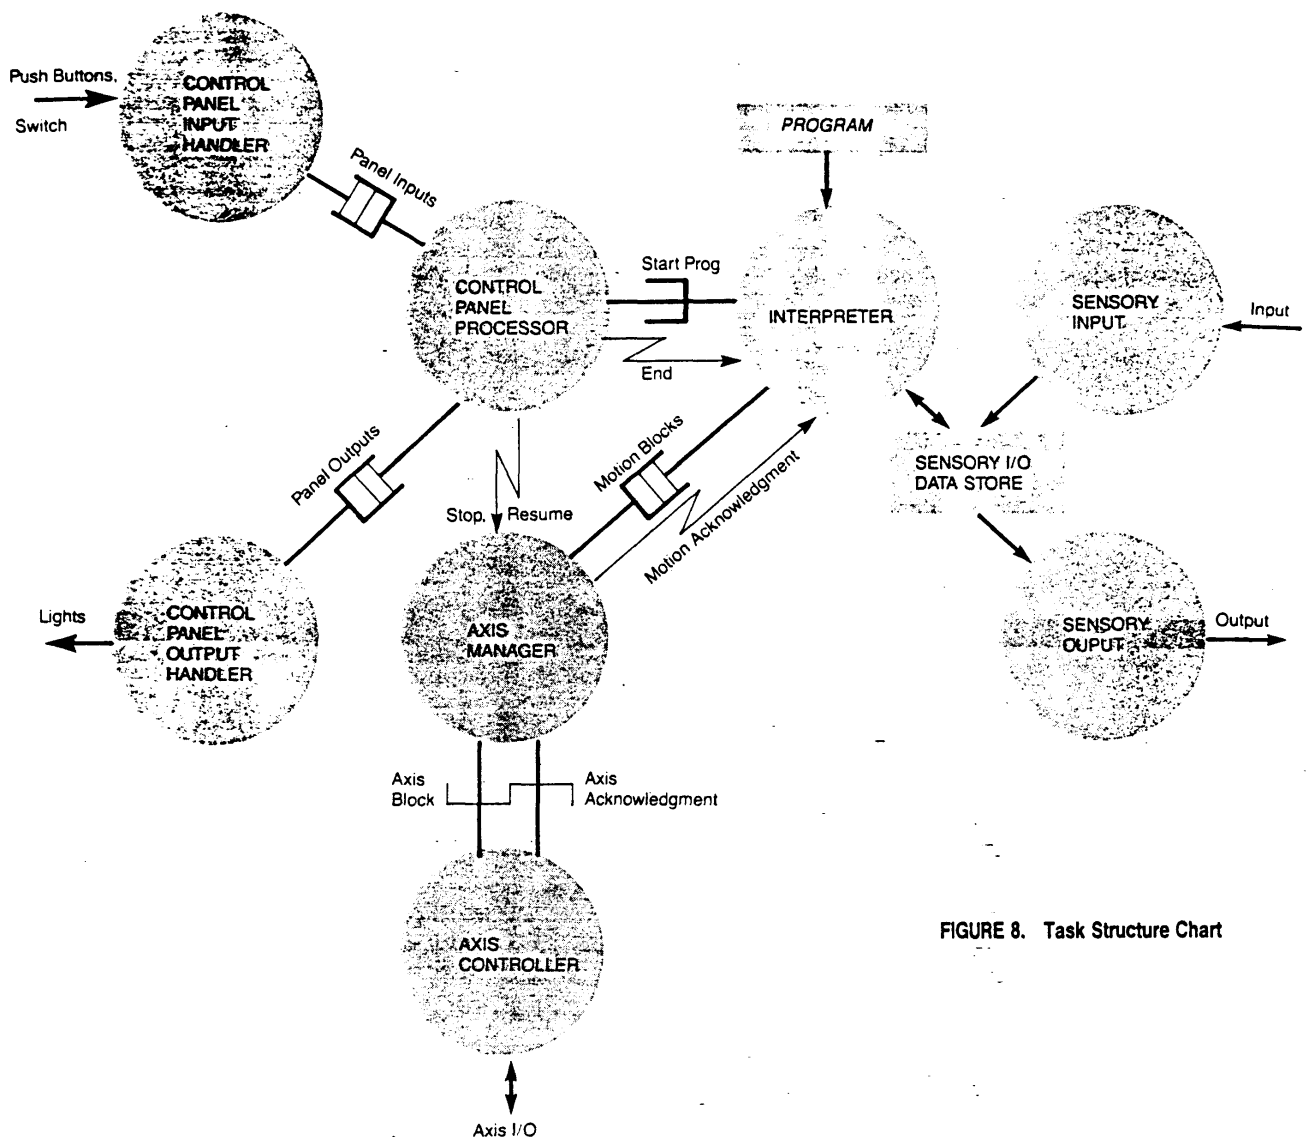 Push Buttons,
Switch
CONTROL
PANEL
INPUT
HANDLER
Panel Inputs
PROGRAM
CONTROL
PANEL
PROCESSOR
Start Prog
End
INTERPRETER
SENSORY
INPUT
Input
Panel Outputs
Stop, Resume
Motion Blocks
Motion Acknowledgment
SENSORY I/O
DATA STORE
Lights
CONTROL
PANEL
OUTPUT
HANDLER
AXIS
MANAGER
SENSORY
OUPUT
Output
Axis
Block
Axis
Acknowledgment
AXIS
CONTROLLER
Axis I/O
FIGURE 8. Task Structure Chart